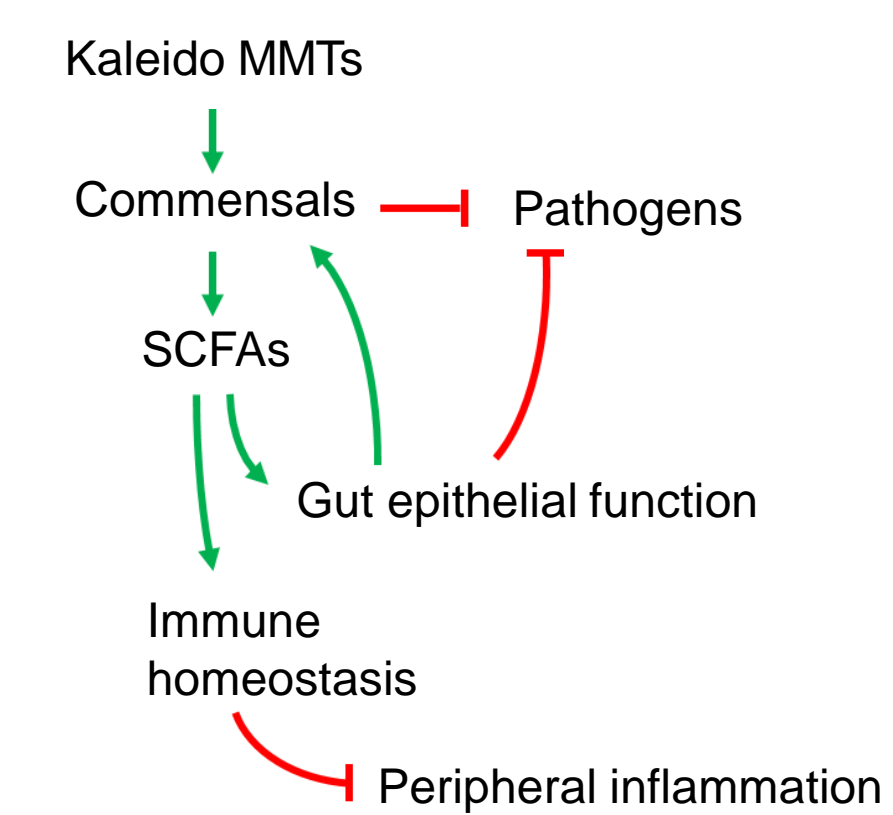 Kaleido MMTs
Commensals
Pathogens
SCFAs
Gut epithelial function
Immune
homeostasis
Peripheral inflammation